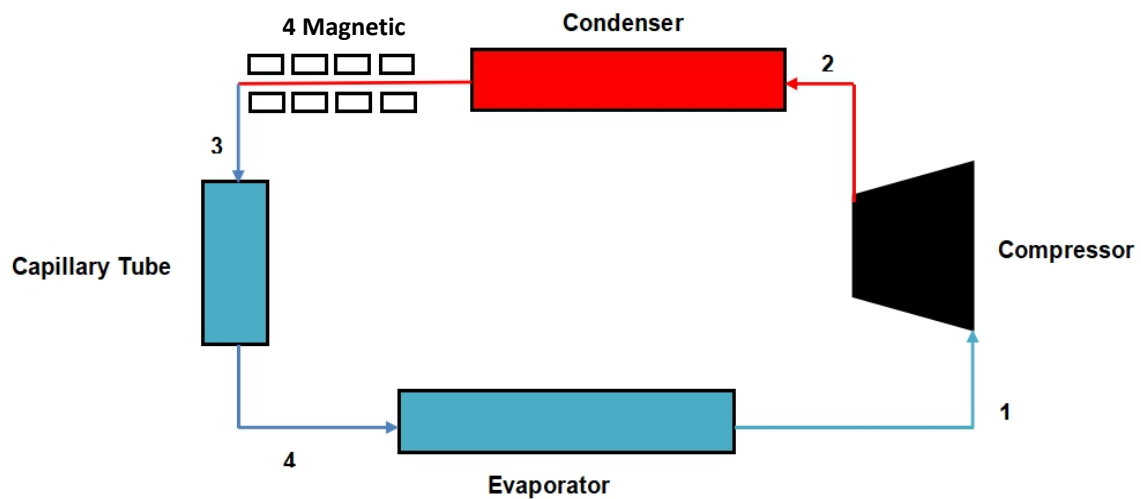 4 Magnetic
Condenser
2
3
Capillary Tube
Compressor
1
4
Evaporator